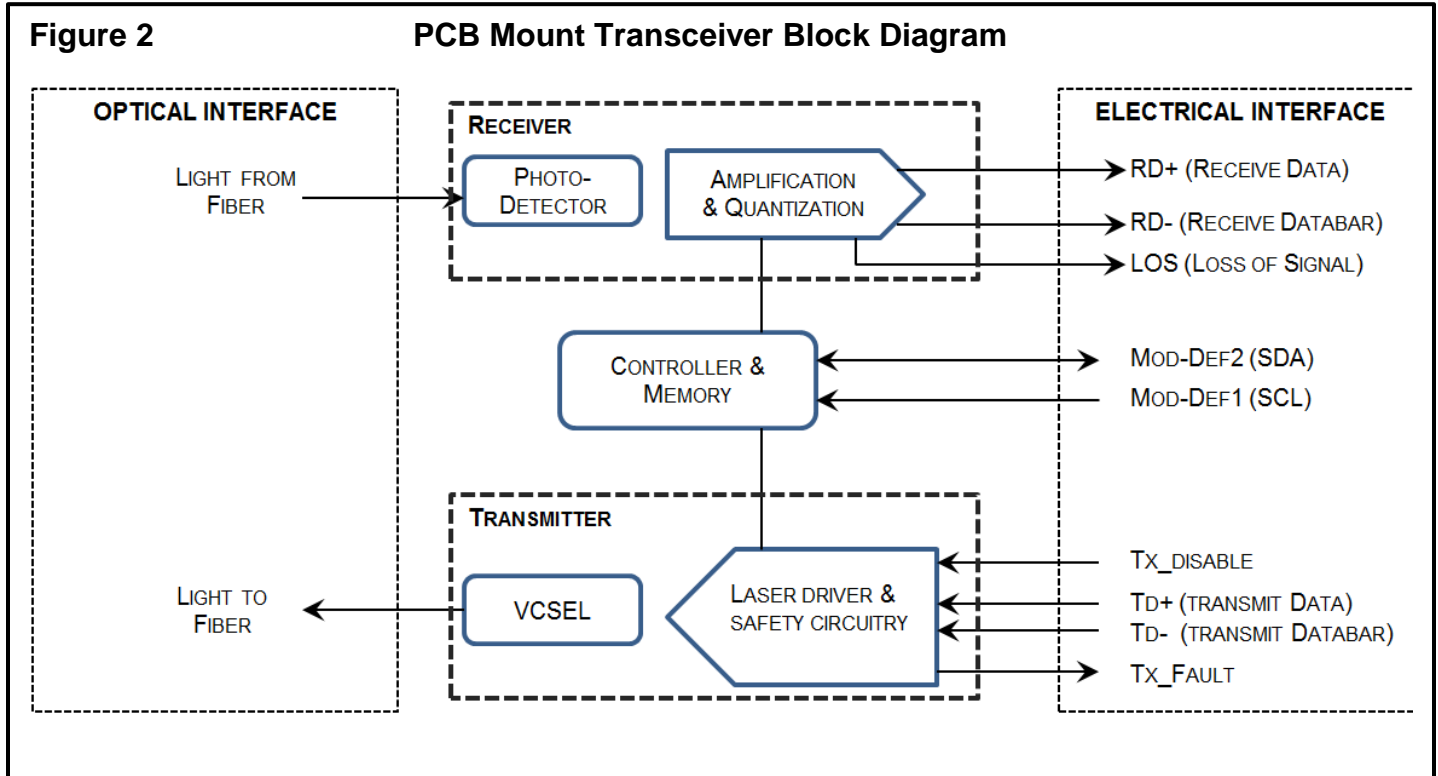 Figure 2 PCB Mount Transceiver Block Diagram
OPTICAL INTERFACE
LIGHT FROM
FIBER
LIGHT TO
FIBER
RECEIVER
PHOTO-
DETECTOR
AMPLIFICATION
& QUANTIZATION
CONTROLLER &
MEMORY
TRANSMITTER
VCSEL
LASER DRIVER &
SAFETY CIRCUITRY
ELECTRICAL INTERFACE
RD+ (RECEIVE DATA)
RD- (RECEIVE DATABAR)
LOS (LOSS OF SIGNAL)
MOD-DEF2 (SDA)
MOD-DEF1 (SCL)
TX_DISABLE
TD+ (TRANSMIT DATA)
TD- (TRANSMIT DATABAR)
TX_FAULT